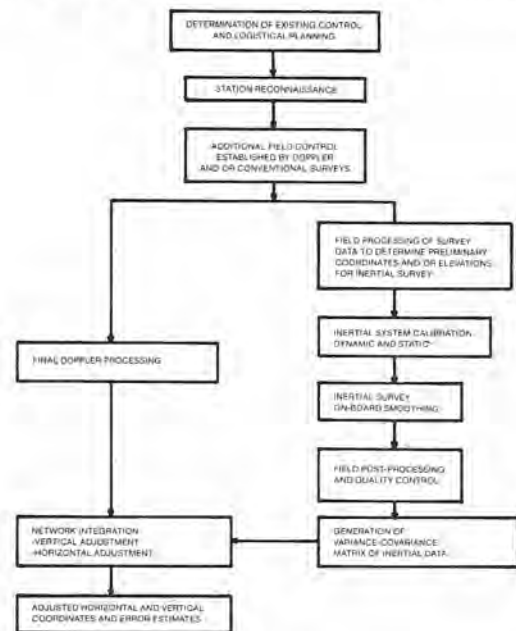 DETERMINATION OF EXISTING CONTROL
AND LOGISTICAL PLANNING
STATION RECONNAISSANCE
ADDITIONAL FIELD CONTROL
ESTABLISHED BY DOPPLER
AND OR CONVENTIONAL SURVEYS
FIELD PROCESSING OF SURVEY
DATA TO DETERMINE PRELIMINARY
COORDINATES AND OR ELEVATIONS
FOR INERTIAL SURVEY
INERTIAL SYSTEM CALIBRATION
DYNAMIC AND STATIC
FINAL DOPPLER PROCESSING
INERTIAL SURVEY
ON-BOARD SMOOTHING
FIELD POST-PROCESSING
AND QUALITY CONTROL
NETWORK INTEGRATION
-VERTICAL ADJUSTMENT
-HORIZONTAL ADJUSTMENT
GENERATION OF
VARIANCE-COVARIANCE
MATRIX OF INERTIAL DATA
ADJUSTED HORIZONTAL AND VERTICAL
COORDINATES AND ERROR ESTIMATES